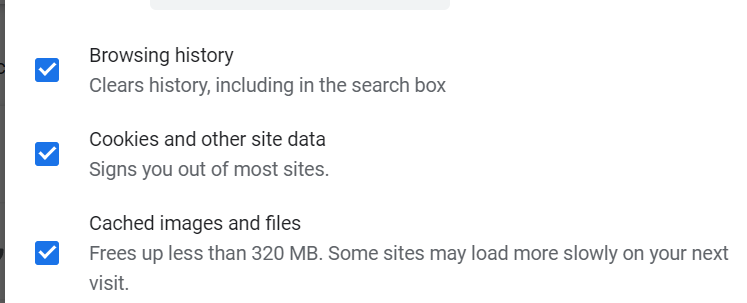 Browsing history
Clears history, including in the search box
Cookies and other site data
Signs you out of most sites.
Cached images and files
Frees up less than 320 MB. Some sites may load more slowly on your next
visit.